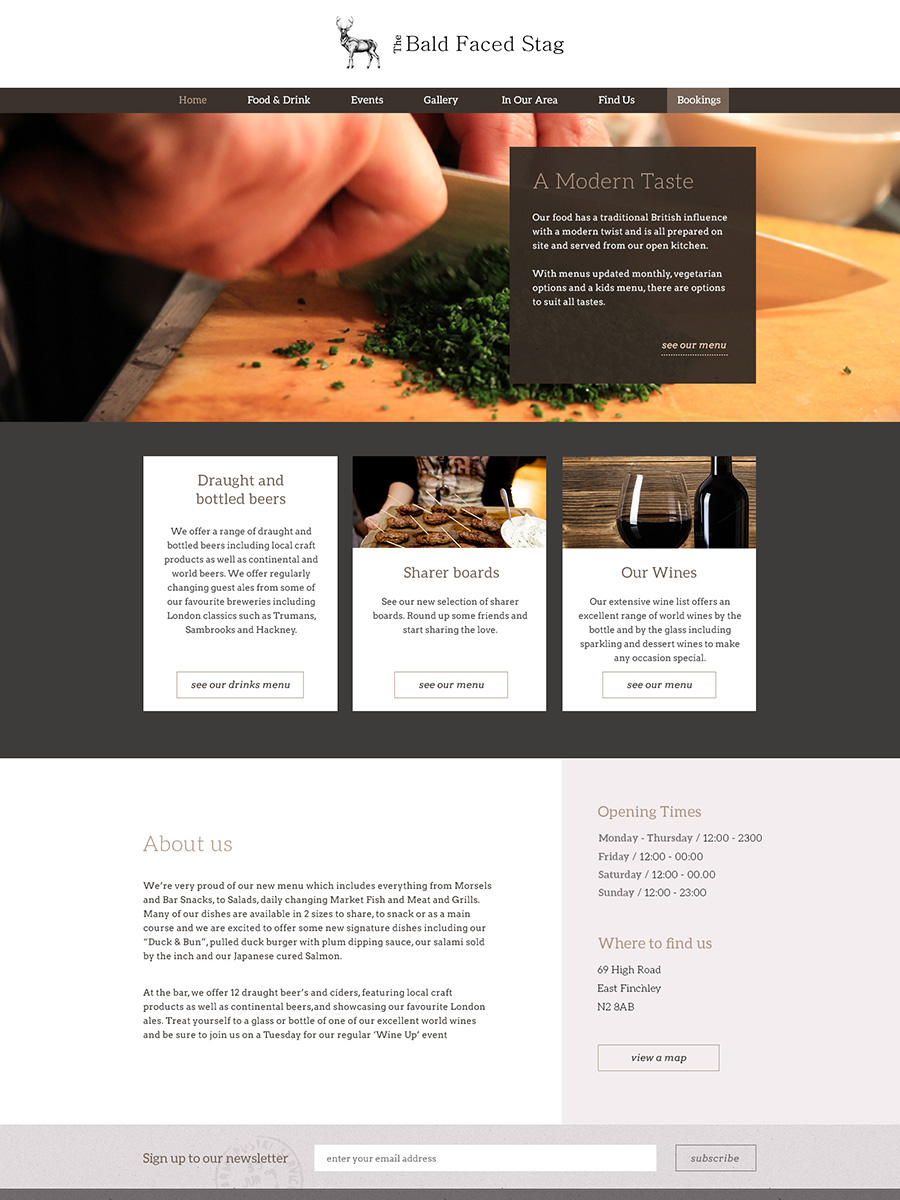 The Bald Faced Stag
Home Food & Drink Events Gallery In Our Area Find Us Bookings
A Modern Taste
Our food has a traditional British influence
with a modern twist and is all prepared on
site and served from our open kitchen.
With menus updated monthly, vegetarian
options and a kids menu, there are options
to suit all tastes.
see our menu
Draught and
bottled beers
We offer a range of draught and
bottled beers including local craft
products as well as continental and
world beers. We offer regularly
changing guest ales from some of
our favourite breweries including
London classics such as Trumans,
Sambrooks and Hackney.
see our drinks menu
Sharer boards
See our new selection of sharer
boards. Round up some friends and
start sharing the love.
see our menu
Our Wines
Our extensive wine list offers an
excellent range of world wines by the
bottle and by the glass including
sparkling and dessert wines to make
any occasion special.
see our menu
About us
We're very proud of our new menu which includes everything from Morsels
and Bar Snacks, to Salads, daily changing Market Fish and Meat and Grills.
Many of our dishes are available in 2 sizes to share, to snack or as a main
course and we are excited to offer some new signature dishes including our
"Duck & Bun", pulled duck burger with plum dipping sauce, our salami sold
by the inch and our Japanese cured Salmon.
At the bar, we offer 12 draught beer's and ciders, featuring local craft
products as well as continental beers,and showcasing our favourite London
ales. Treat yourself to a glass or bottle of one of our excellent world wines
and be sure to join us on a Tuesday for our regular 'Wine Up' event
Opening Times
Monday - Thursday / 12:00 - 2300
Friday / 12:00 - 00:00
Saturday / 12:00 - 00.00
Sunday / 12:00 - 23:00
Where to find us
69 High Road
East Finchley
N2 8AB
view a map
Sign up to our newsletter
enter your email address
subscribe